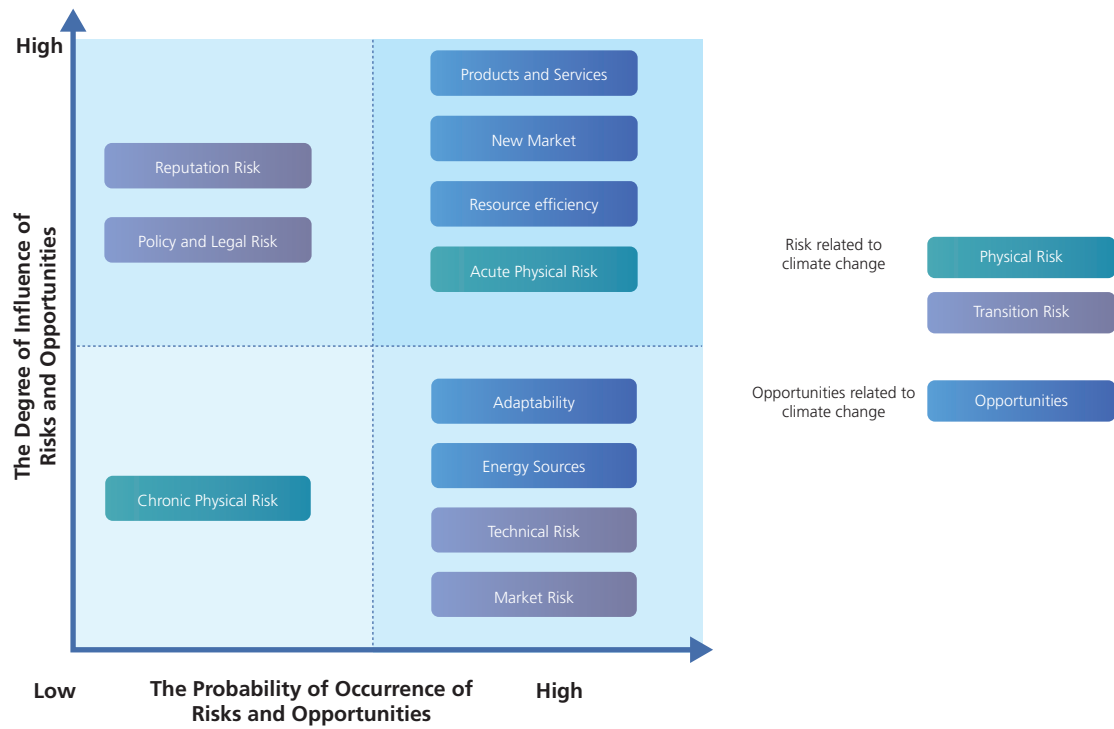 High
The Degree of Influence of
Risks and Opportunities
Reputation Risk
Policy and Legal Risk
Products and Services
New Market
Resource efficiency
Acute Physical Risk
Chronic Physical Risk
Adaptability
Energy Sources
Technical Risk
Market Risk
Low
The Probability of Occurrence of
Risks and Opportunities
High
Risk related to
climate change
Physical Risk
Transition Risk
Opportunities related to
climate change
Opportunities